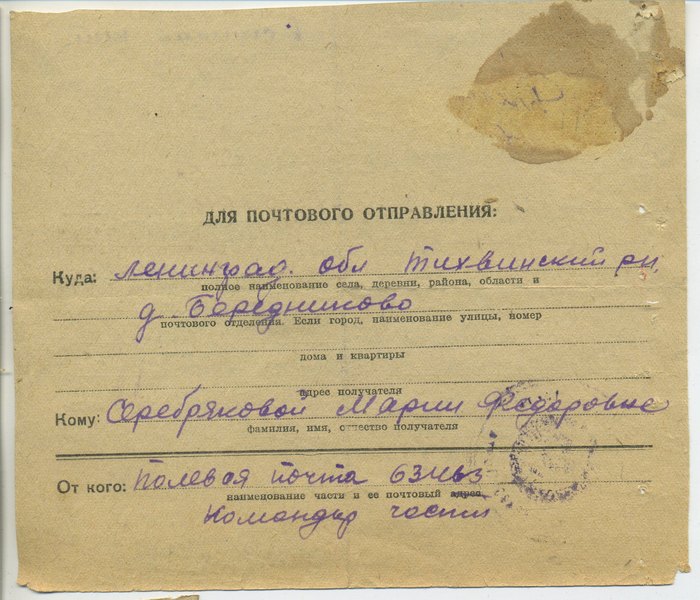 ДЛЯ ПОЧТОВОГО ОТПРАВЛЕНИЯ:
Куда: Ленинград. обл Тихвинский рн,
полное наименование села, деревни, района, области и
д. Бередниково
почтового отделения. Если город, наименование улицы, номер
дома и квартиры
адрес получателя
Кому: Серебряковой Марии Федоровне
фамилия, имя, отчество получателя
От кого: Полевая почта
наименование части и ее почтовый адрес
Командир части